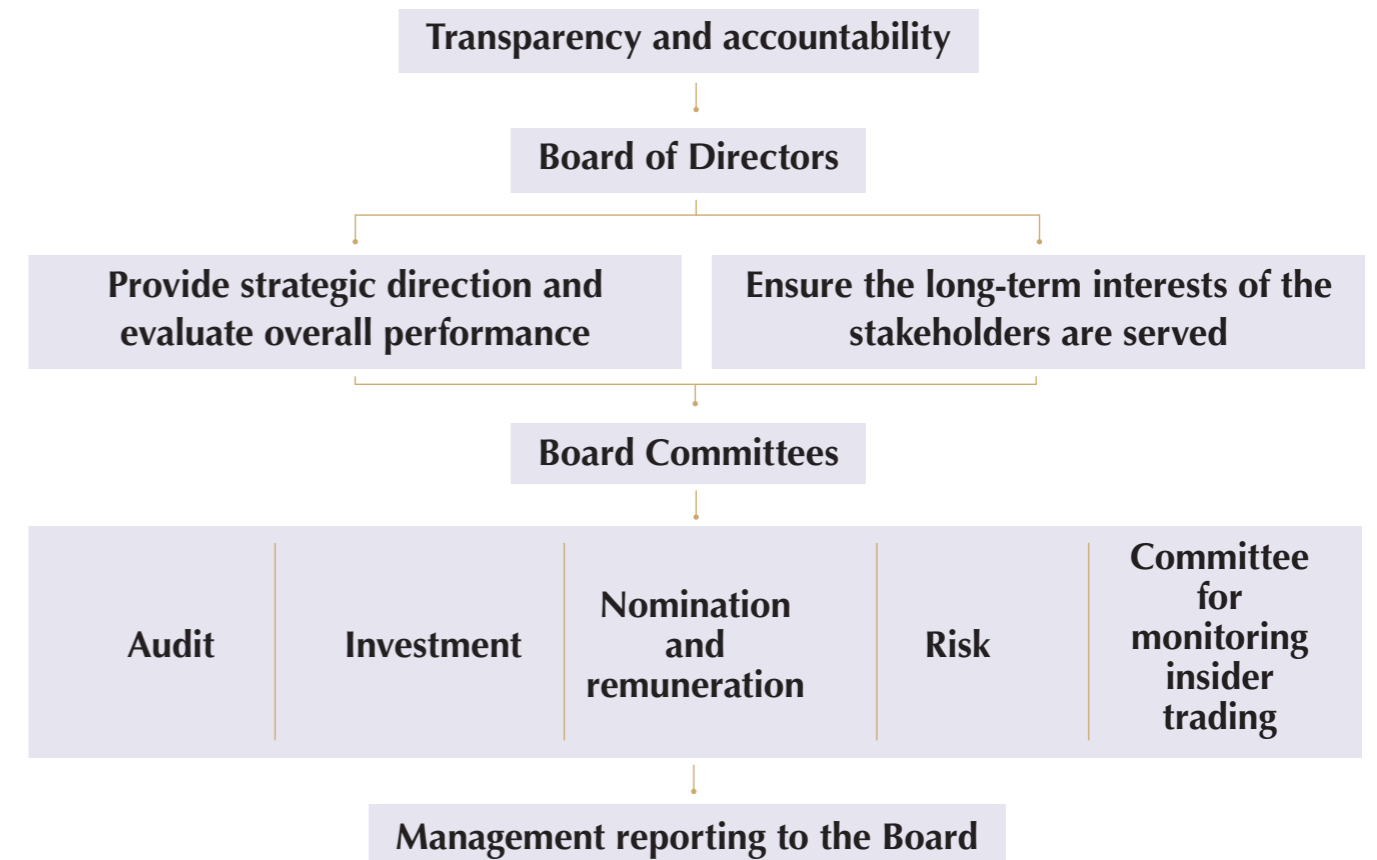 Transparency and accountability
Board of Directors
Provide strategic direction and
evaluate overall performance
Ensure the long-term interests of the
stakeholders are served
Board Committees
Audit
Investment
Nomination
and
remuneration
Risk
Committee
for
monitoring
insider
trading
Management reporting to the Board